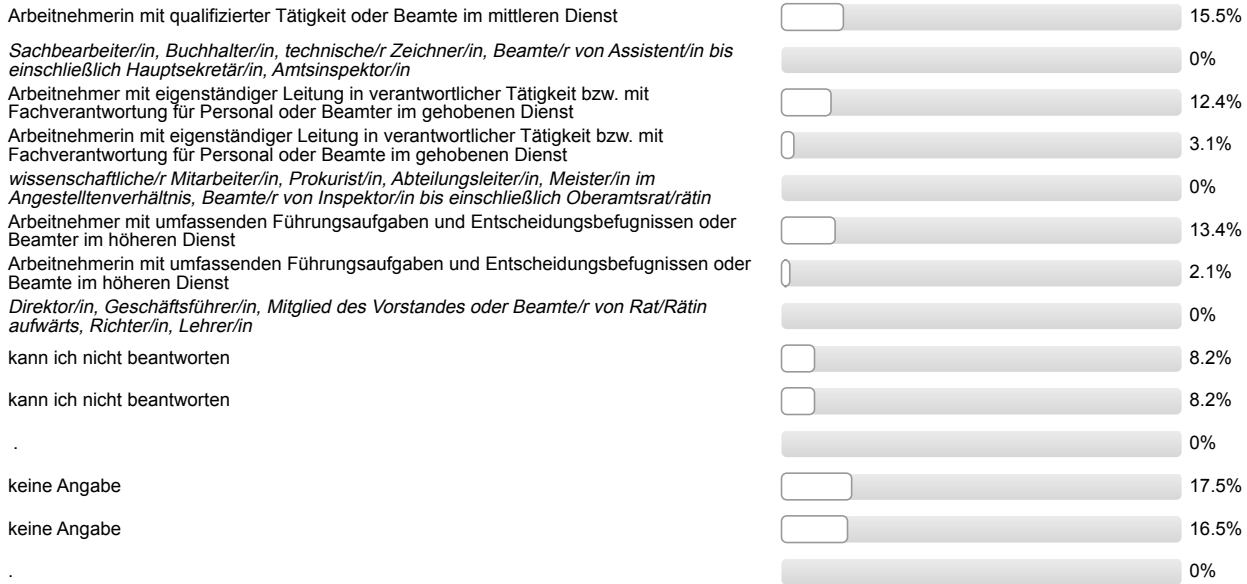 Arbeitnehmerin mit qualifizierter Tätigkeit oder Beamte im mittleren Dienst 15.5%
Sachbearbeiter/in, Buchhalter/in, technische/r Zeichner/in, Beamte/r von Assistent/in bis
einschließlich Hauptsekretär/in, Amtsinspektor/in 0%
Arbeitnehmer mit eigenständiger Leitung in verantwortlicher Tätigkeit bzw. mit
Fachverantwortung für Personal oder Beamter im gehobenen Dienst 12.4%
Arbeitnehmerin mit eigenständiger Leitung in verantwortlicher Tätigkeit bzw. mit
Fachverantwortung für Personal oder Beamte im gehobenen Dienst 3.1%
wissenschaftliche/r Mitarbeiter/in, Prokurist/in, Abteilungsleiter/in, Meister/in im
Angestelltenverhältnis, Beamte/r von Inspektor/in bis einschließlich Oberamtsrat/rätin 0%
Arbeitnehmer mit umfassenden Führungsaufgaben und Entscheidungsbefugnissen oder
Beamter im höheren Dienst 13.4%
Arbeitnehmerin mit umfassenden Führungsaufgaben und Entscheidungsbefugnissen oder
Beamte im höheren Dienst 2.1%
Direktor/in, Geschäftsführer/in, Mitglied des Vorstandes oder Beamte/r von Rat/Rätin
aufwärts, Richter/in, Lehrer/in 0%
kann ich nicht beantworten 8.2%
kann ich nicht beantworten 8.2%
. 0%
keine Angabe 17.5%
keine Angabe 16.5%
. 0%